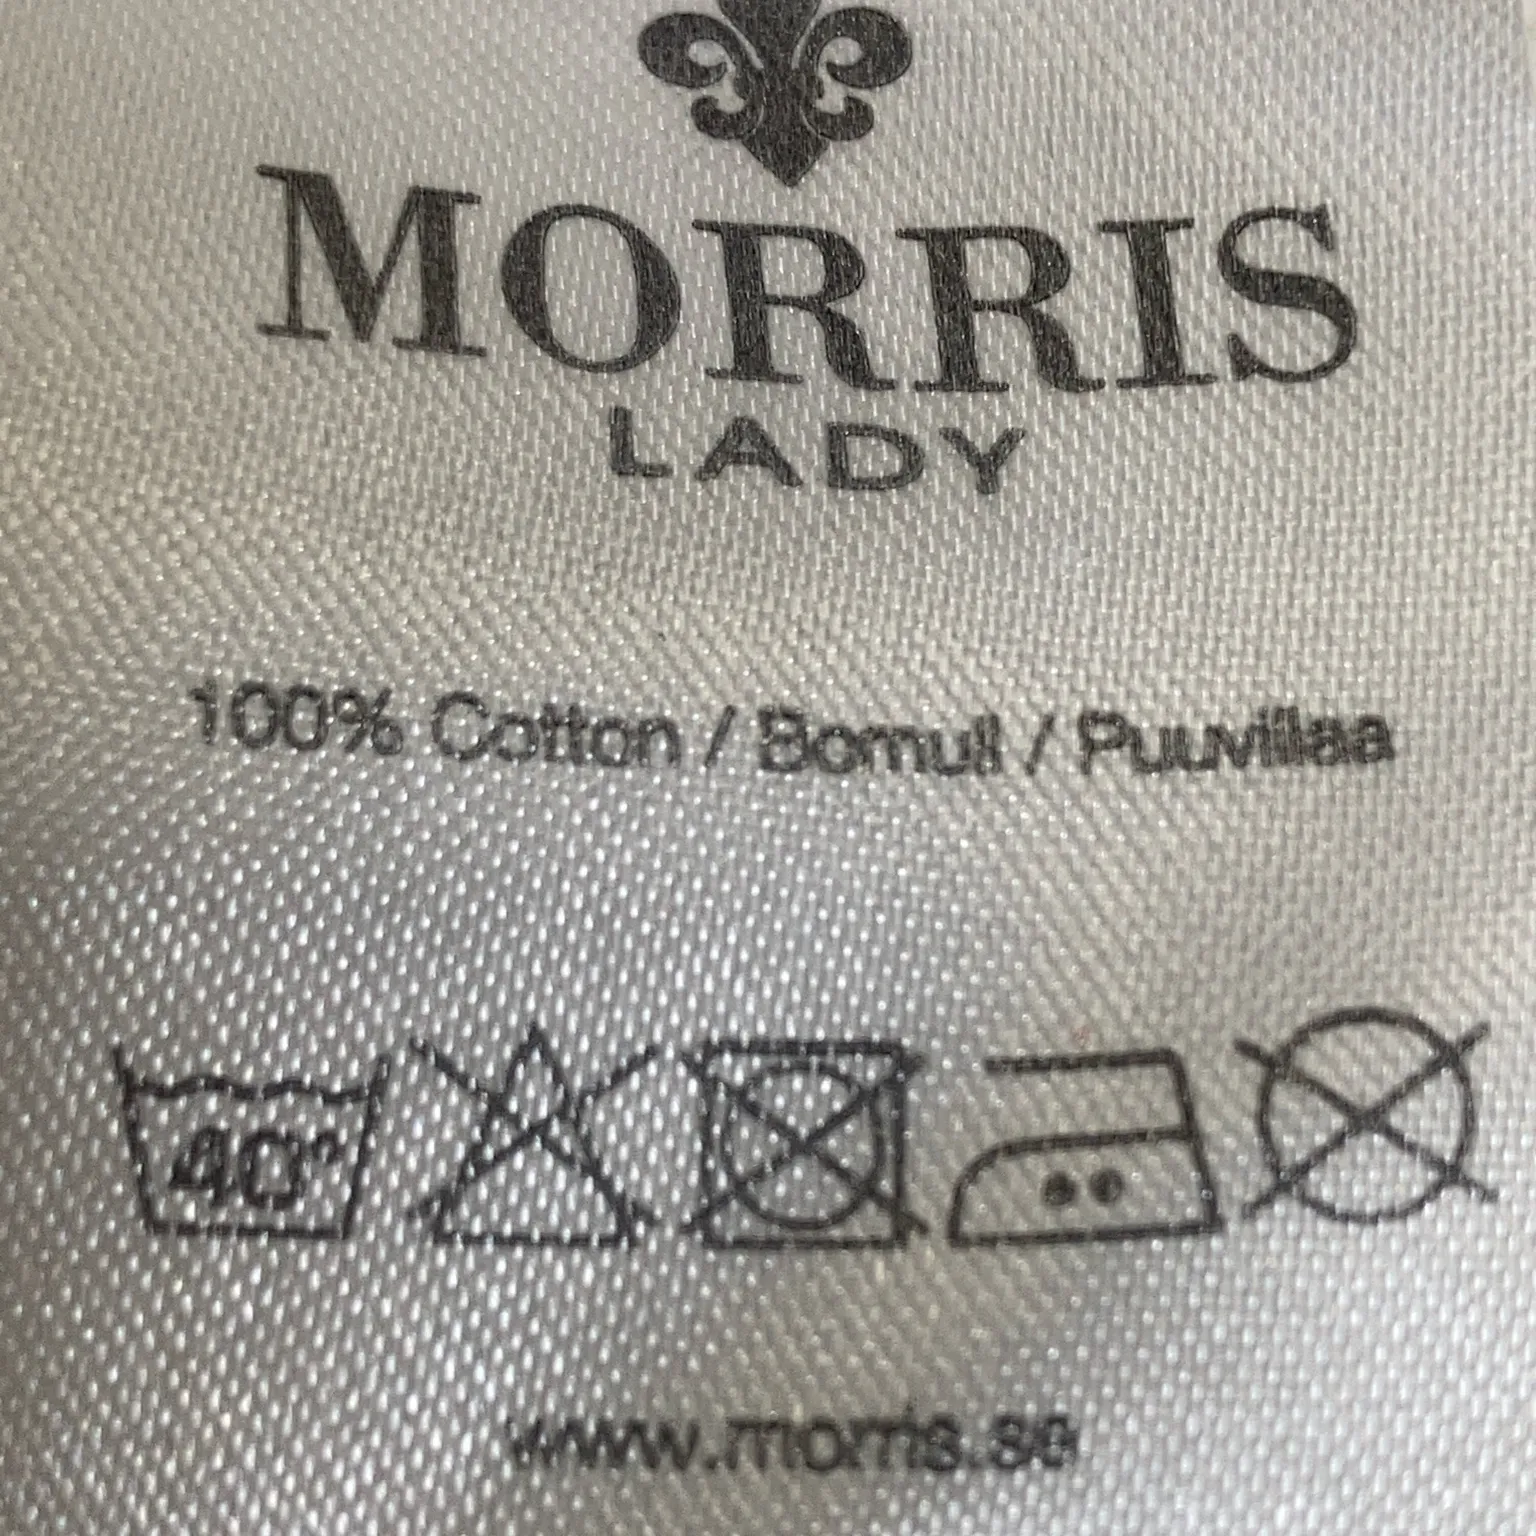 MORRIS
LADY
100% Cotton / Bomull / Puuvillaa
40°
www.morris.se